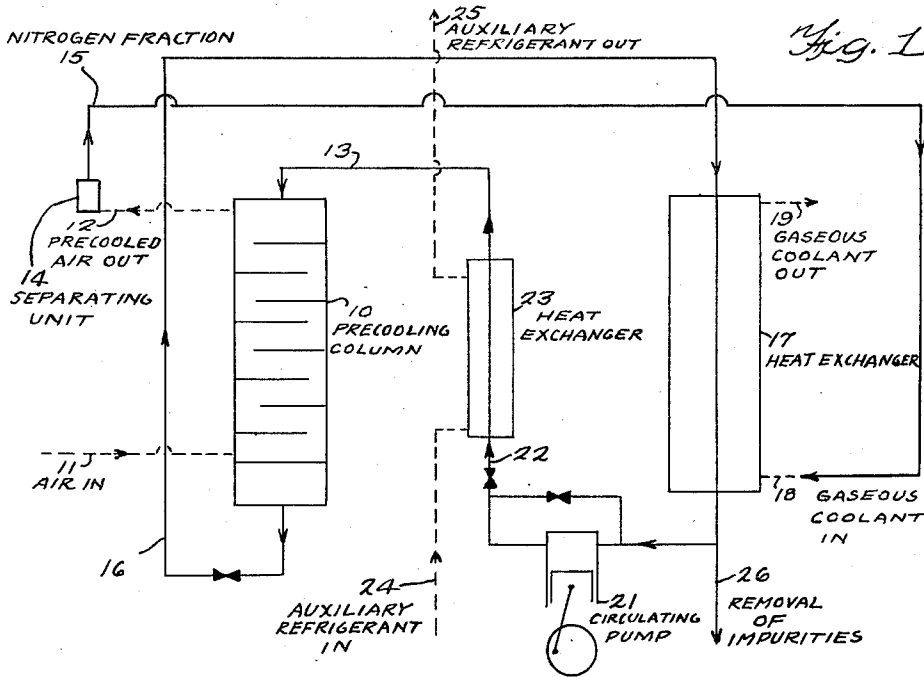 Fig. 1
25
AUXILIARY
REFRIGERANT OUT
NITROGEN FRACTION
15
13
12
PRECOOLED
AIR OUT
14
SEPARATING
UNIT
10
PRECOOLING
COLUMN
23
HEAT
EXCHANGER
19
GASEOUS
COOLANT
OUT
17
HEAT EXCHANGER
11
AIR IN
22
18
GASEOUS
COOLANT
IN
16
24
AUXILIARY
REFRIGERANT
IN
21
CIRCULATING
PUMP
26
REMOVAL
OF
IMPURITIES